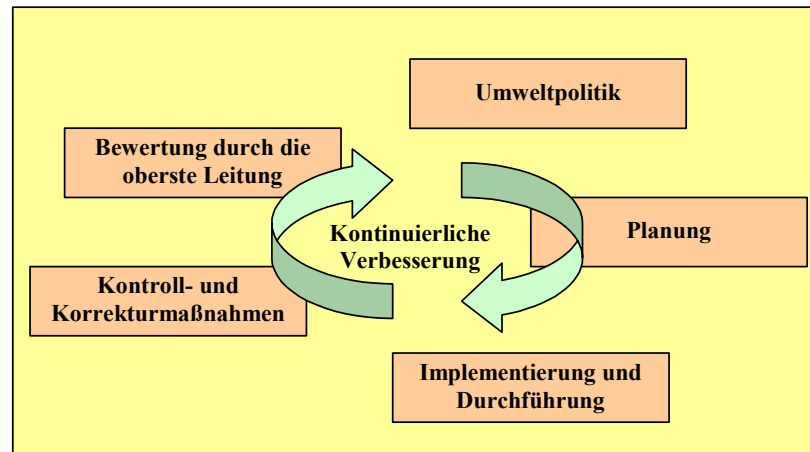 Umweltpolitik
Bewertung durch die
oberste Leitung
Kontinuierliche
Verbesserung
Planung
Kontroll- und
Korrekturmaßnahmen
Implementierung und
Durchführung